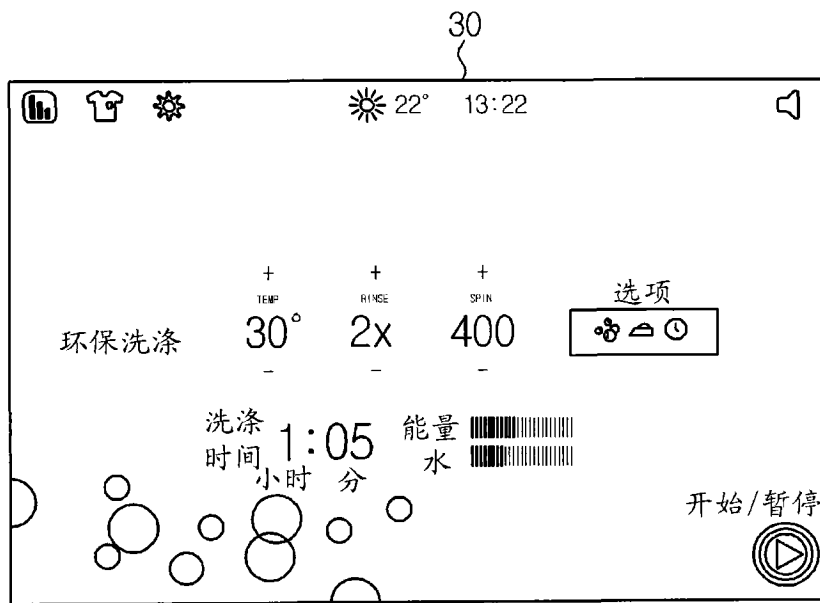 30
22° 13:22
+ + +
TEMP RINSE SPIN
选项
环保洗涤 30° 2x 400
- - -
洗涤
时间 1:05
小时 分
能量
水
开始/暂停